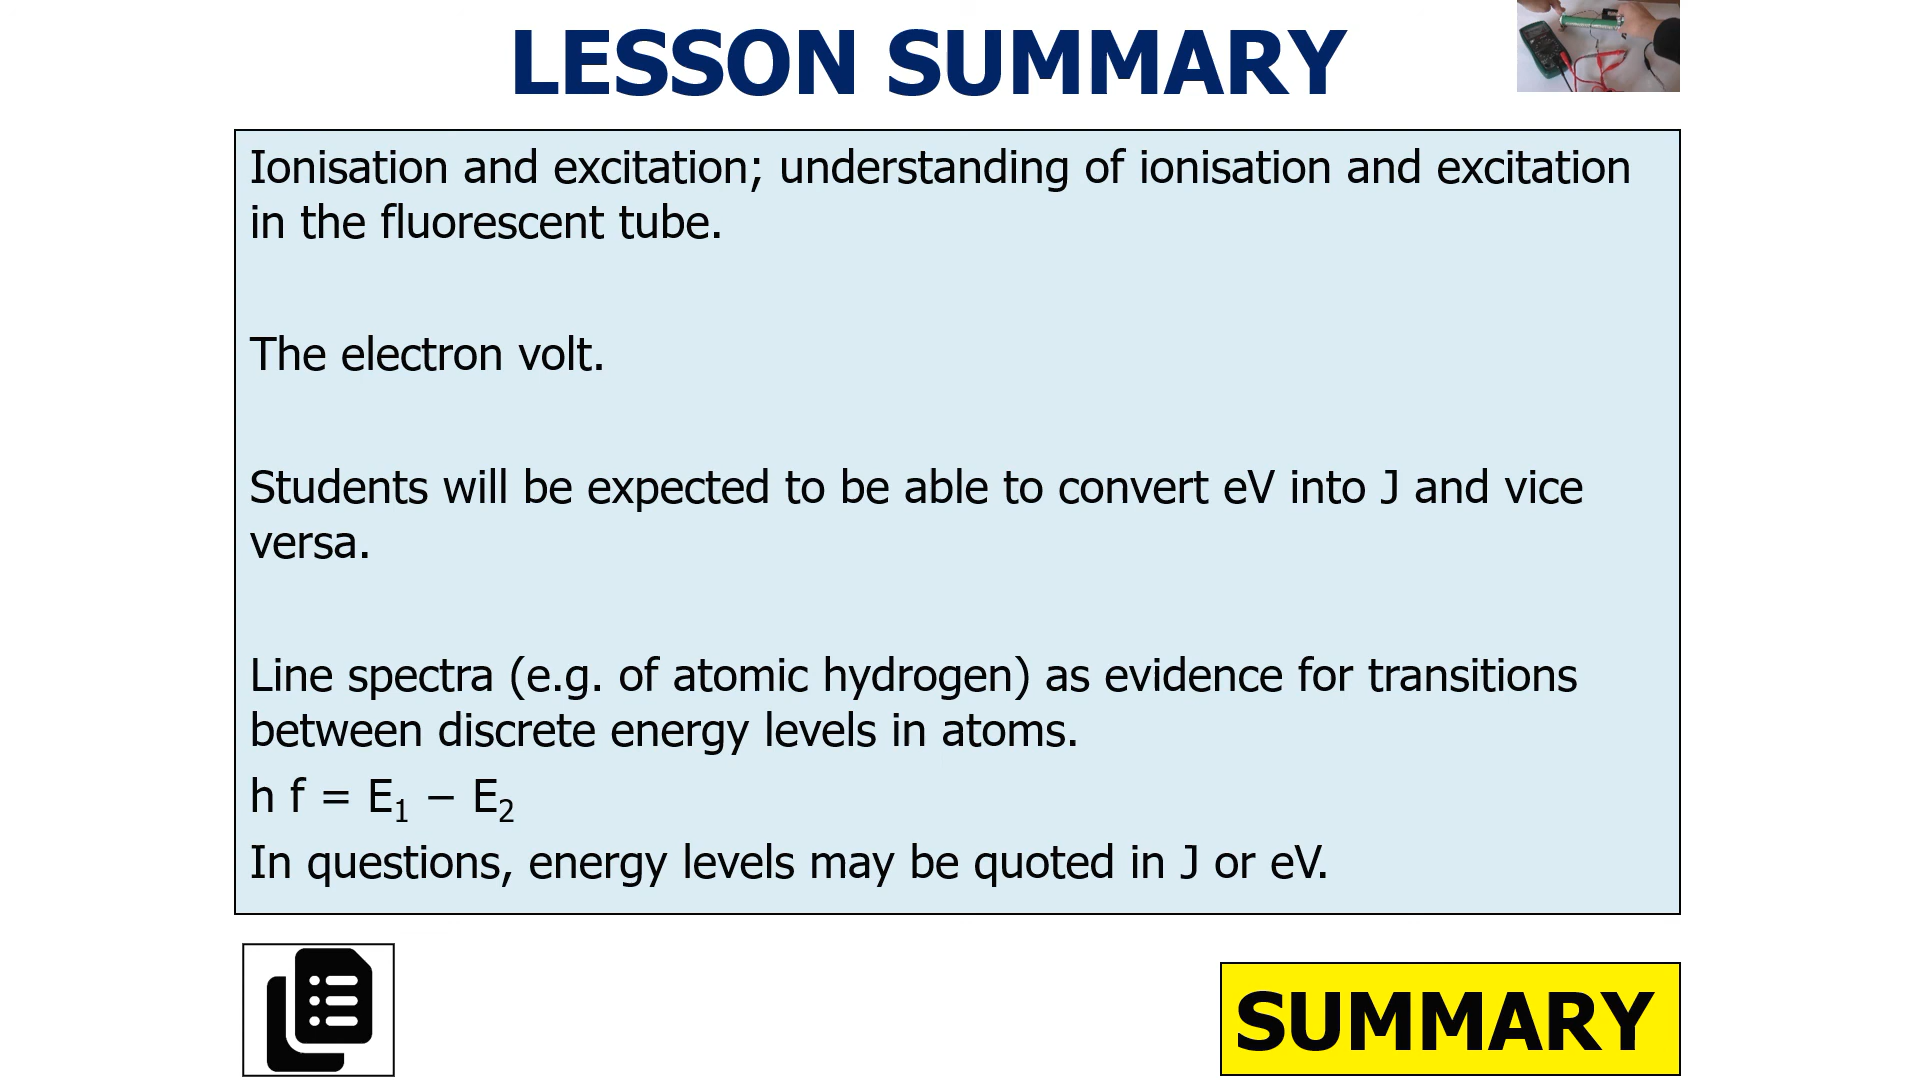 LESSON SUMMARY
Ionisation and excitation; understanding of ionisation and excitation
in the fluorescent tube.
The electron volt.
Students will be expected to be able to convert eV into J and vice
versa.
Line spectra (e.g. of atomic hydrogen) as evidence for transitions
between discrete energy levels in atoms.
h f = E₁ − E₂
In questions, energy levels may be quoted in J or eV.
SUMMARY